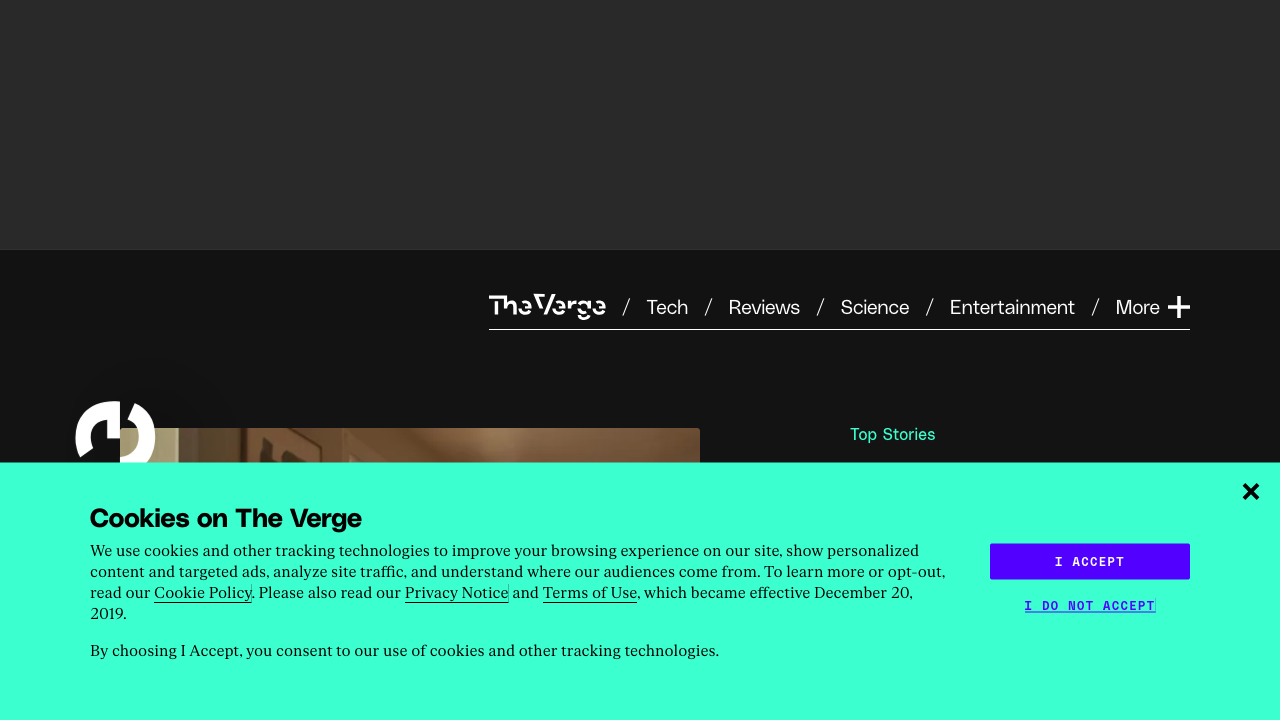 The Verge / Tech / Reviews / Science / Entertainment / More
Top Stories
Cookies on The Verge
We use cookies and other tracking technologies to improve your browsing experience on our site, show personalized
content and targeted ads, analyze site traffic, and understand where our audiences come from. To learn more or opt-out,
read our Cookie Policy. Please also read our Privacy Notice and Terms of Use, which became effective December 20,
2019.
By choosing I Accept, you consent to our use of cookies and other tracking technologies.
I ACCEPT
I DO NOT ACCEPT